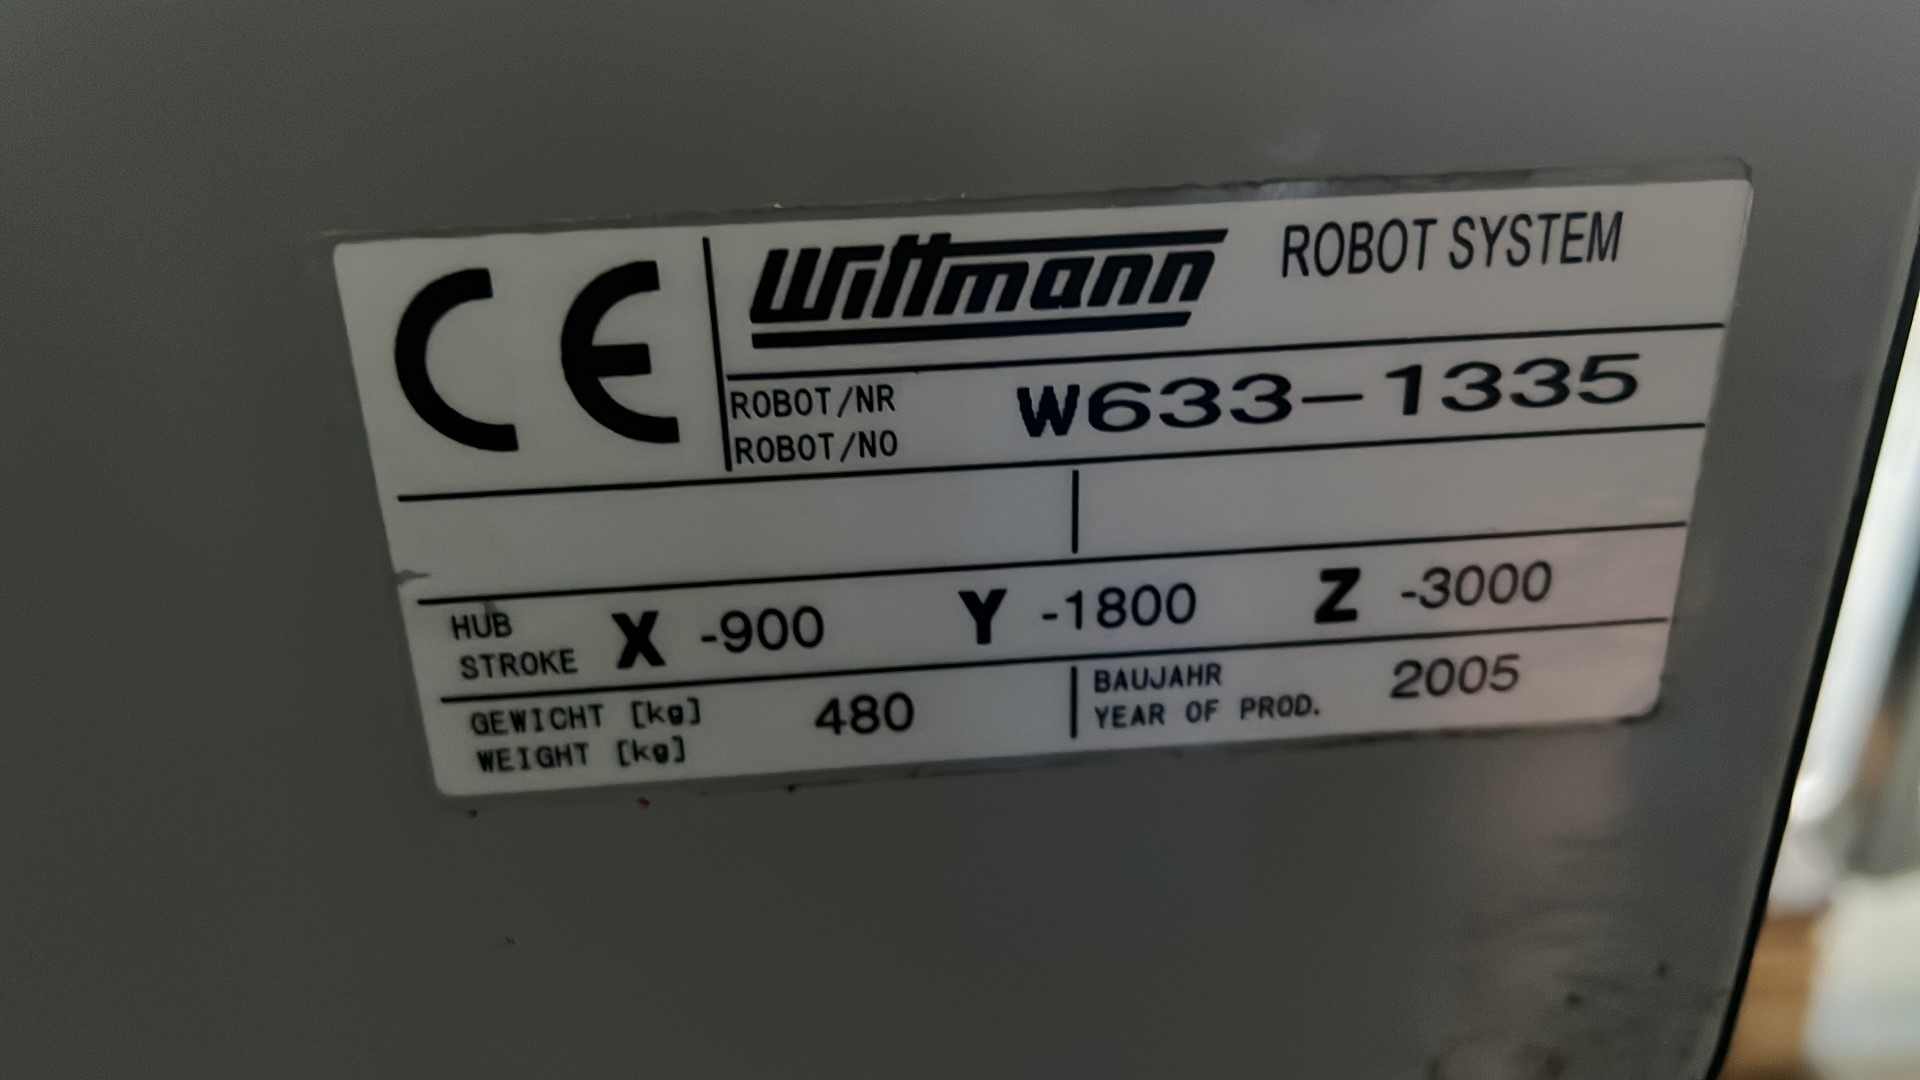 CE
Wittmann ROBOT SYSTEM
ROBOT/NR
ROBOT/NO W633-1335
HUB
STROKE X -900 Y -1800 Z -3000
GEWICHT [kg] 480 BAUJAHR 2005
WEIGHT [kg] YEAR OF PROD.